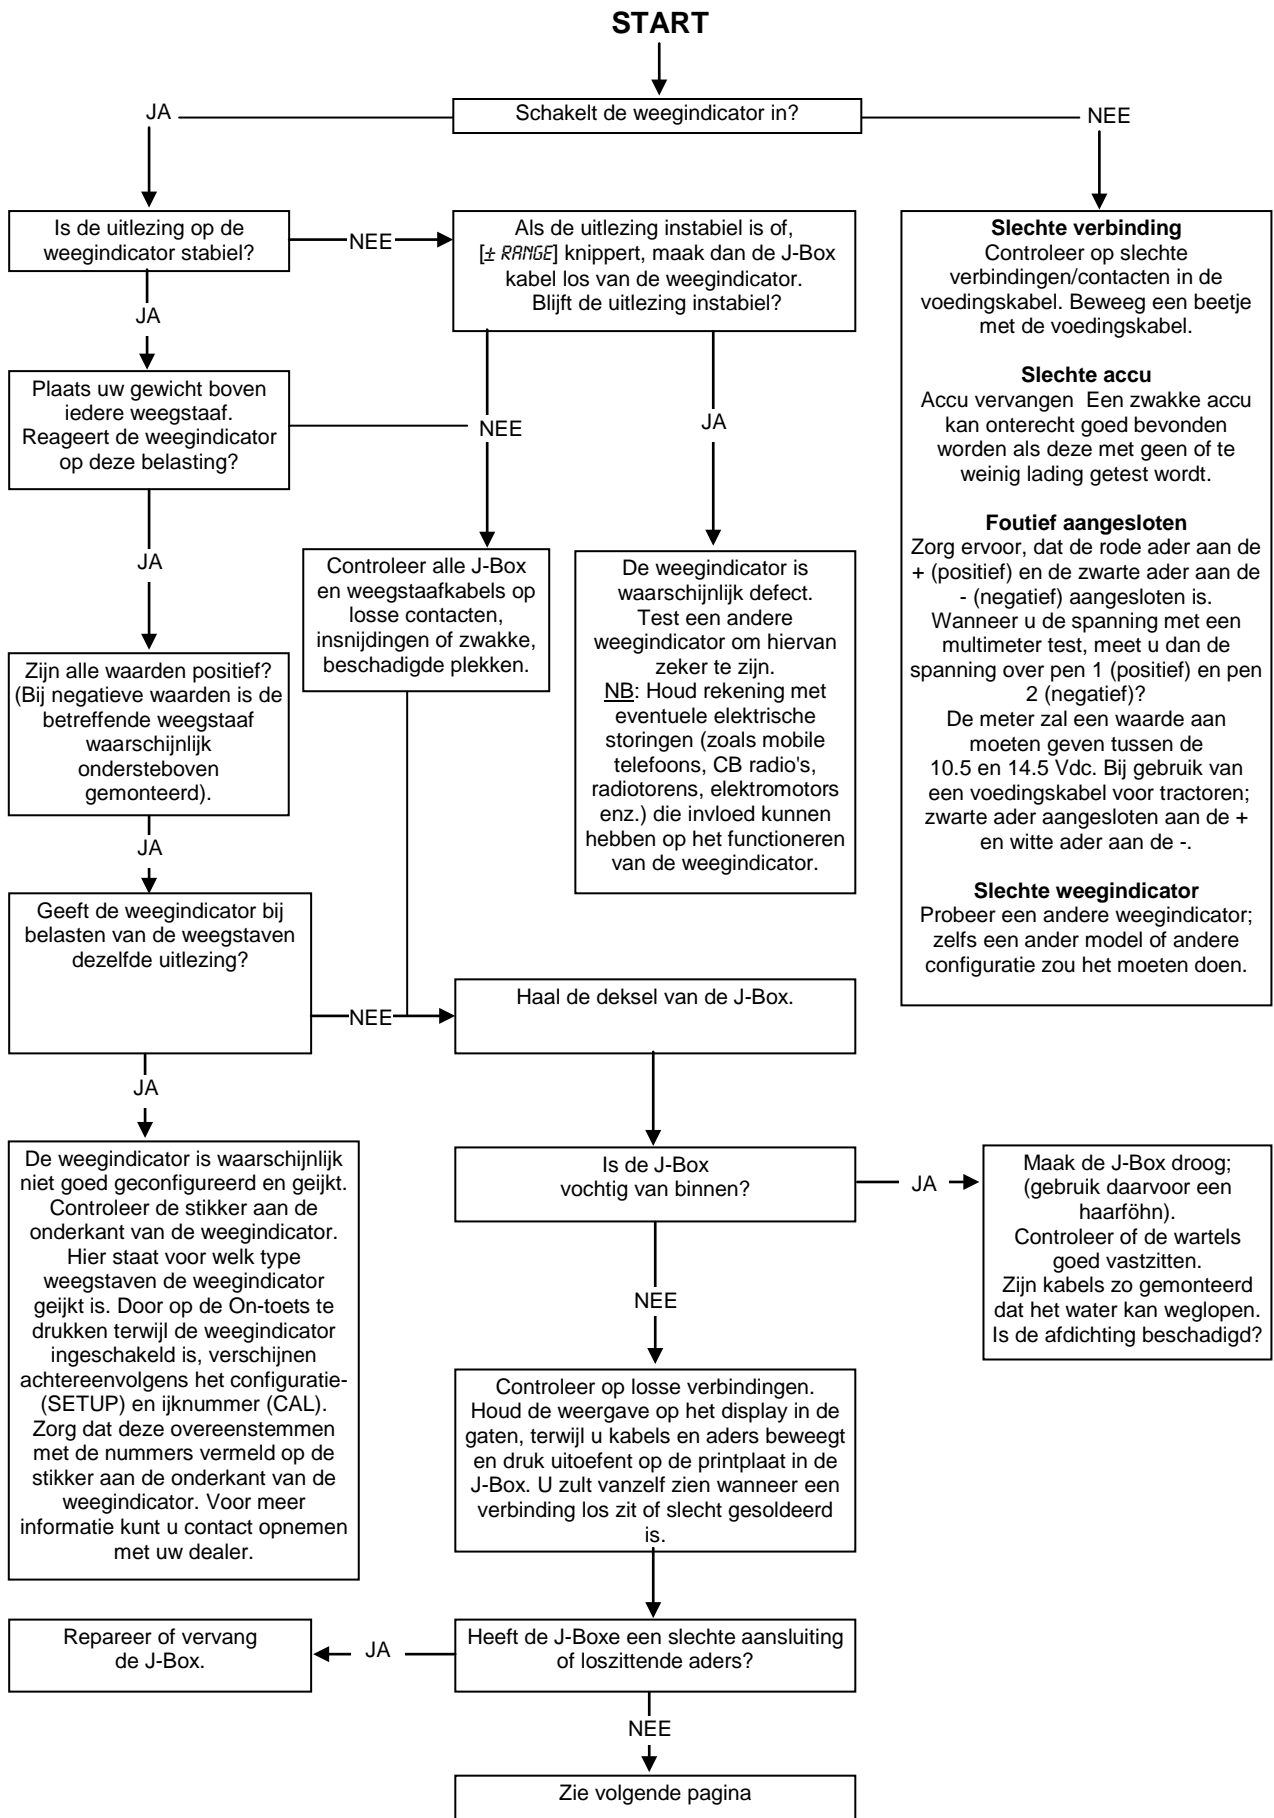 START
Schakelt de weegindicator in?
JA
NEE
Is de uitlezing op de
weegindicator stabiel?
NEE
Als de uitlezing instabiel is of,
[± RANGE] knippert, maak dan de J-Box
kabel los van de weegindicator.
Blijft de uitlezing instabiel?
Slechte verbinding
Controleer op slechte
verbindingen/contacten in de
voedingskabel. Beweeg een beetje
met de voedingskabel.
Slechte accu
Accu vervangen  Een zwakke accu
kan onterecht goed bevonden
worden als deze met geen of te
weinig lading getest wordt.
Foutief aangesloten
Zorg ervoor, dat de rode ader aan de
+ (positief) en de zwarte ader aan de
- (negatief) aangesloten is.
Wanneer u de spanning met een
multimeter test, meet u dan de
spanning over pen 1 (positief) en pen
2 (negatief)?
De meter zal een waarde aan
moeten geven tussen de
10.5 en 14.5 Vdc. Bij gebruik van
een voedingskabel voor tractoren;
zwarte ader aangesloten aan de +
en witte ader aan de -.
Slechte weegindicator
Probeer een andere weegindicator;
zelfs een ander model of andere
configuratie zou het moeten doen.
JA
Plaats uw gewicht boven
iedere weegstaaf.
Reageert de weegindicator
op deze belasting?
NEE
JA
JA
Controleer alle J-Box
en weegstaafkabels op
losse contacten,
insnijdingen of zwakke,
beschadigde plekken.
De weegindicator is
waarschijnlijk defect.
Test een andere
weegindicator om hiervan
zeker te zijn.
NB: Houd rekening met
eventuele elektrische
storingen (zoals mobile
telefoons, CB radio's,
radiotorens, elektromotors
enz.) die invloed kunnen
hebben op het functioneren
van de weegindicator.
Zijn alle waarden positief?
(Bij negatieve waarden is de
betreffende weegstaaf
waarschijnlijk
ondersteboven
gemonteerd).
JA
Geeft de weegindicator bij
belasten van de weegstaven
dezelfde uitlezing?
NEE
Haal de deksel van de J-Box.
JA
De weegindicator is waarschijnlijk
niet goed geconfigureerd en geijkt.
Controleer de stikker aan de
onderkant van de weegindicator.
Hier staat voor welk type
weegstaven de weegindicator
geijkt is. Door op de On-toets te
drukken terwijl de weegindicator
ingeschakeld is, verschijnen
achtereenvolgens het configuratie-
(SETUP) en ijknummer (CAL).
Zorg dat deze overeenstemmen
met de nummers vermeld op de
stikker aan de onderkant van de
weegindicator. Voor meer
informatie kunt u contact opnemen
met uw dealer.
Is de J-Box
vochtig van binnen?
JA
Maak de J-Box droog;
(gebruik daarvoor een
haarföhn).
Controleer of de wartels
goed vastzitten.
Zijn kabels zo gemonteerd
dat het water kan weglopen.
Is de afdichting beschadigd?
NEE
Controleer op losse verbindingen.
Houd de weergave op het display in de
gaten, terwijl u kabels en aders beweegt
en druk uitoefent op de printplaat in de
J-Box. U zult vanzelf zien wanneer een
verbinding los zit of slecht gesoldeerd
is.
Heeft de J-Boxe een slechte aansluiting
of loszittende aders?
JA
Repareer of vervang
de J-Box.
NEE
Zie volgende pagina